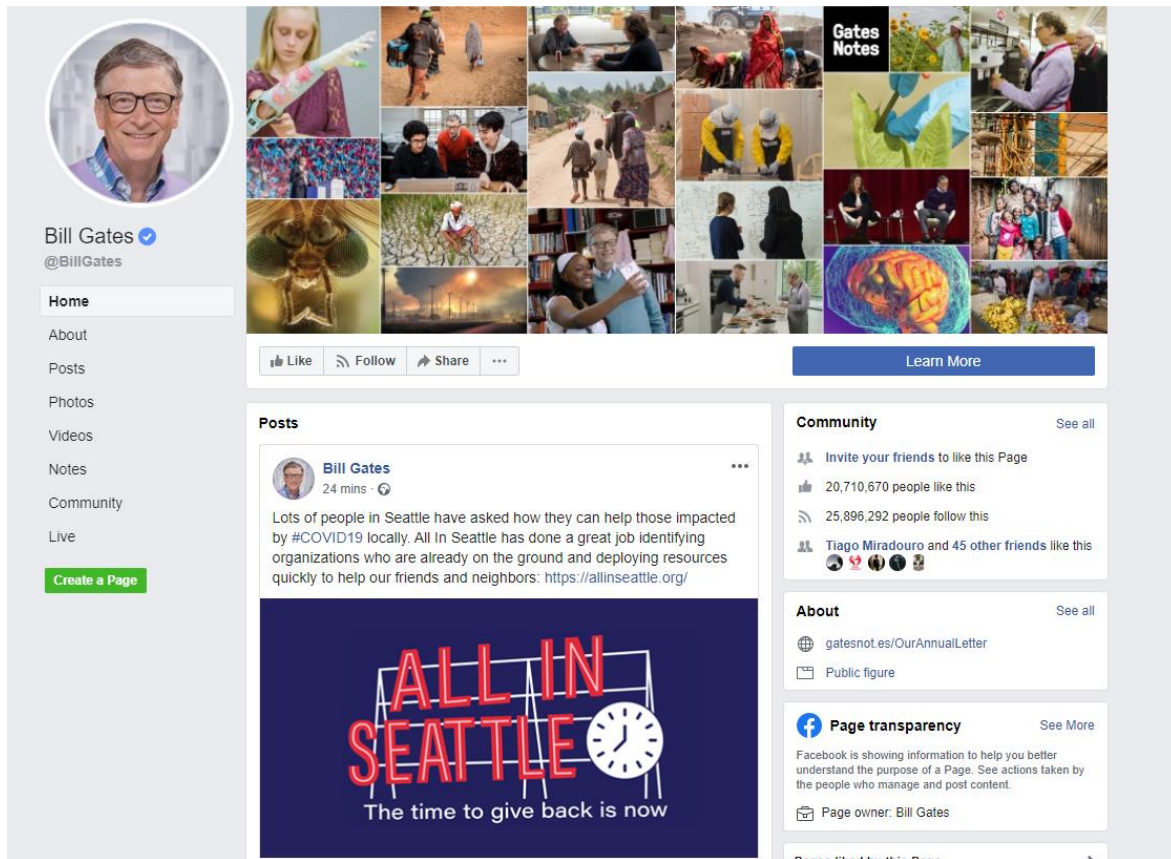 Gates
Notes
Bill Gates
@BillGates
Home
About
Posts
Photos
Videos
Notes
Community
Live
Create a Page
Like
Follow
Share
Learn More
Posts
Bill Gates
24 mins ·
Lots of people in Seattle have asked how they can help those impacted
by #COVID19 locally. All In Seattle has done a great job identifying
organizations who are already on the ground and deploying resources
quickly to help our friends and neighbors: https://allinseattle.org/
ALL IN
SEATTLE
The time to give back is now
Community
See all
Invite your friends to like this Page
20,710,670 people like this
25,896,292 people follow this
Tiago Miradouro and 45 other friends like this
About
See all
gatesnot.es/OurAnnualLetter
Public figure
Page transparency
See More
Facebook is showing information to help you better
understand the purpose of a Page. See actions taken by
the people who manage and post content.
Page owner: Bill Gates
Pages liked by this Page